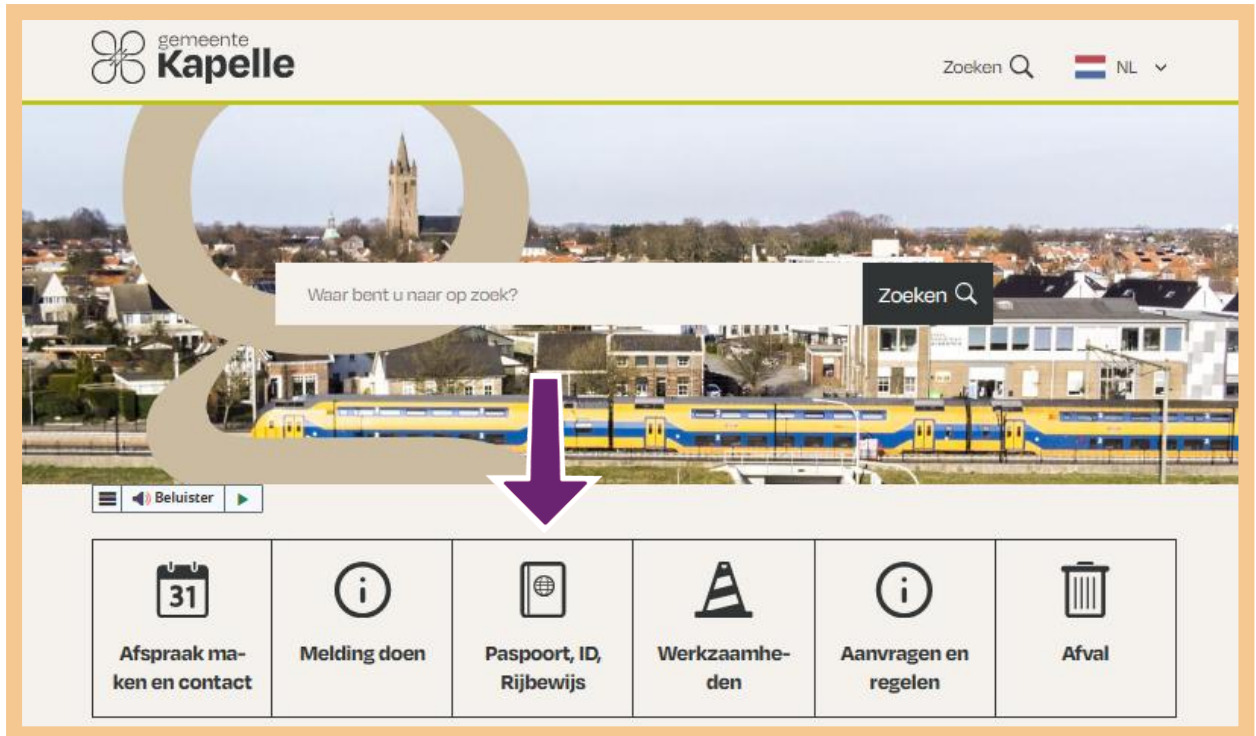 gemeente
Kapelle
Zoeken
NL
Waar bent u naar op zoek?
Zoeken
Beluister
31
Afspraak ma-
ken en contact
Melding doen
Paspoort, ID,
Rijbewijs
Werkzaamhe-
den
Aanvragen en
regelen
Afval